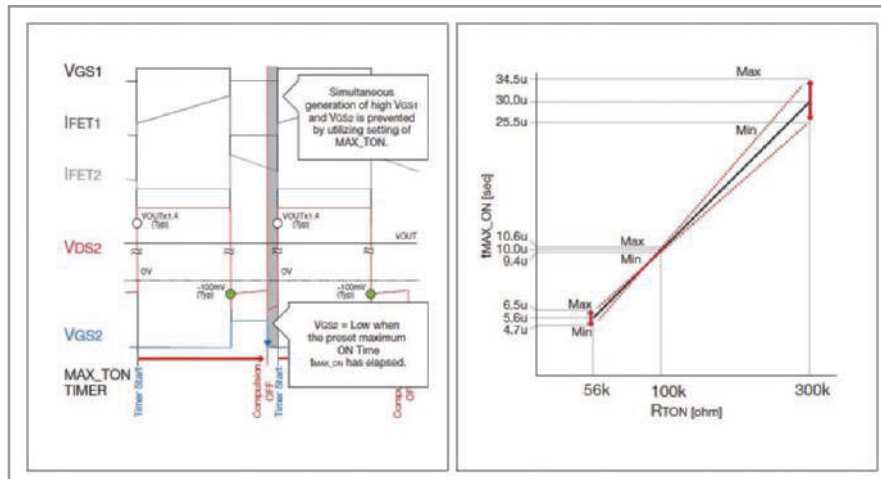 VGS1
IFET1
IFET2
Simultaneous
generation of high VGS1
and VGS2 is prevented
by utilizing setting of
MAX_TON.
VOUTx1.4
(Typ)
VOUTx1.4
(Typ)
VOUT
VDS2
0V
0V
-100mV
(Typ)
-100mV
(Typ)
VGS2
VGS2 = Low when
the preset maximum
ON Time
tMAX_ON has elapsed.
MAX_TON
TIMER
Timer Start
Compulsion
OFF
Timer Start
tMAX_ON [sec]
34.5u
30.0u
25.5u
10.6u
10.0u
9.4u
6.5u
5.6u
4.7u
Max
Min
Max
Min
Max
Min
56k
100k
300k
RTON [ohm]